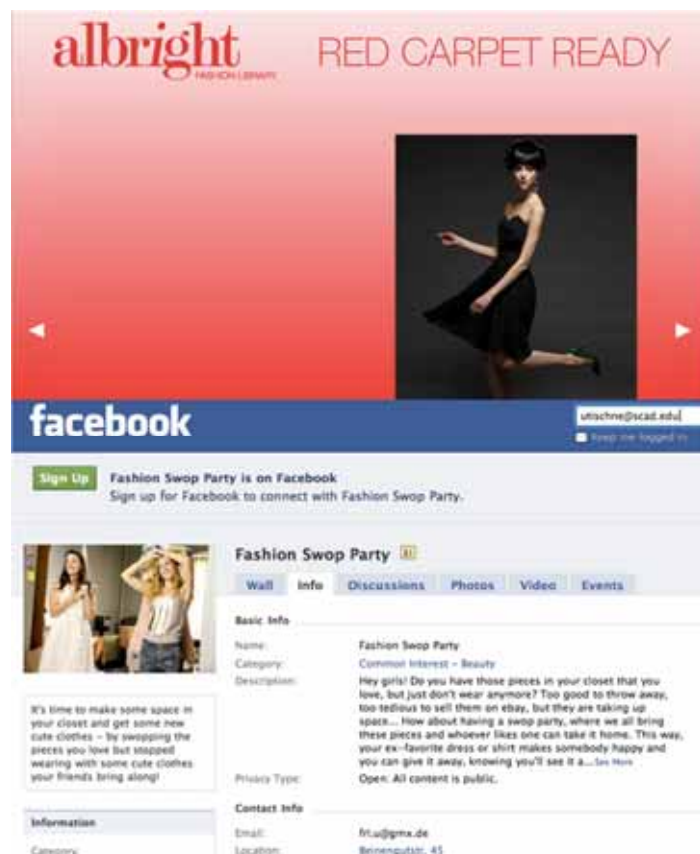 albright
FASHION LIBRARY
RED CARPET READY
facebook
utischne@scad.edu
Keep me logged in
Sign Up
Fashion Swop Party is on Facebook
Sign up for Facebook to connect with Fashion Swop Party.
Fashion Swop Party
Wall Info Discussions Photos Video Events
Basic Info
Name: Fashion Swop Party
Category: Common Interest – Beauty
Description: Hey girls! Do you have those pieces in your closet that you
love, but just don't wear anymore? Too good to throw away,
too tedious to sell them on ebay, but they are taking up
space... How about having a swop party, where we all bring
these pieces and whoever likes one can take it home. This way,
your ex-favorite dress or shirt makes somebody happy and
you can give it away, knowing you'll see it a... See More
Privacy Type: Open: All content is public.
It's time to make some space in
your closet and get some new
cute clothes – by swopping the
pieces you love but stopped
wearing with some cute clothes
your friends bring along!
Contact Info
Email: frl.u@gmx.de
Location: 45
Information
Category: